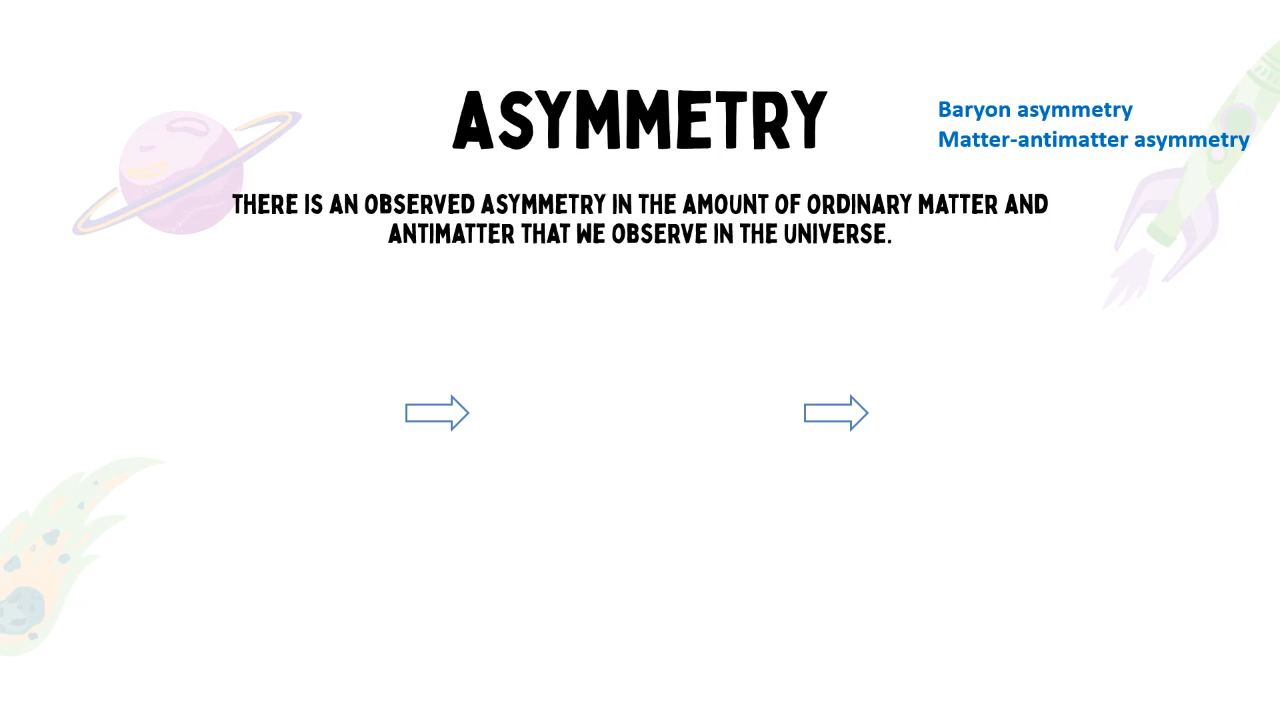 ASYMMETRY
Baryon asymmetry
Matter-antimatter asymmetry
THERE IS AN OBSERVED ASYMMETRY IN THE AMOUNT OF ORDINARY MATTER AND
ANTIMATTER THAT WE OBSERVE IN THE UNIVERSE.